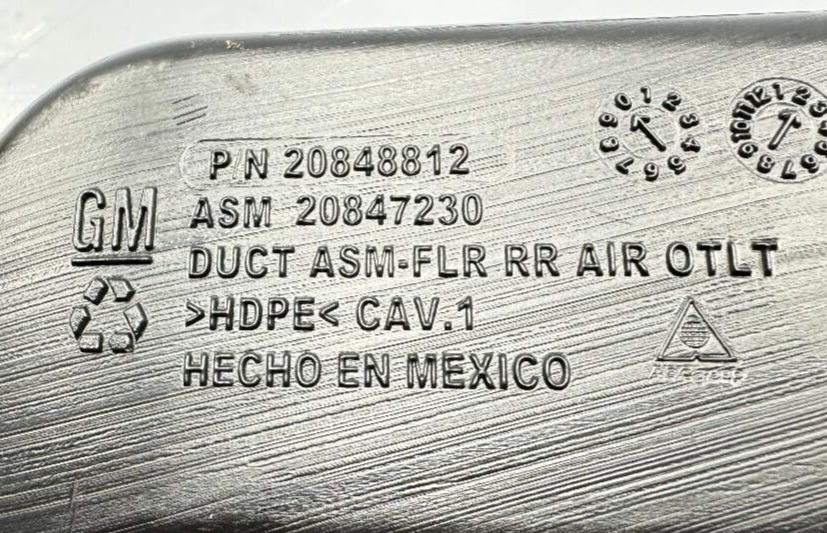 P/N 20848812
GM
ASM 20847230
DUCT ASM-FLR RR AIR OTLT
>HDPE< CAV.1
HECHO EN MEXICO